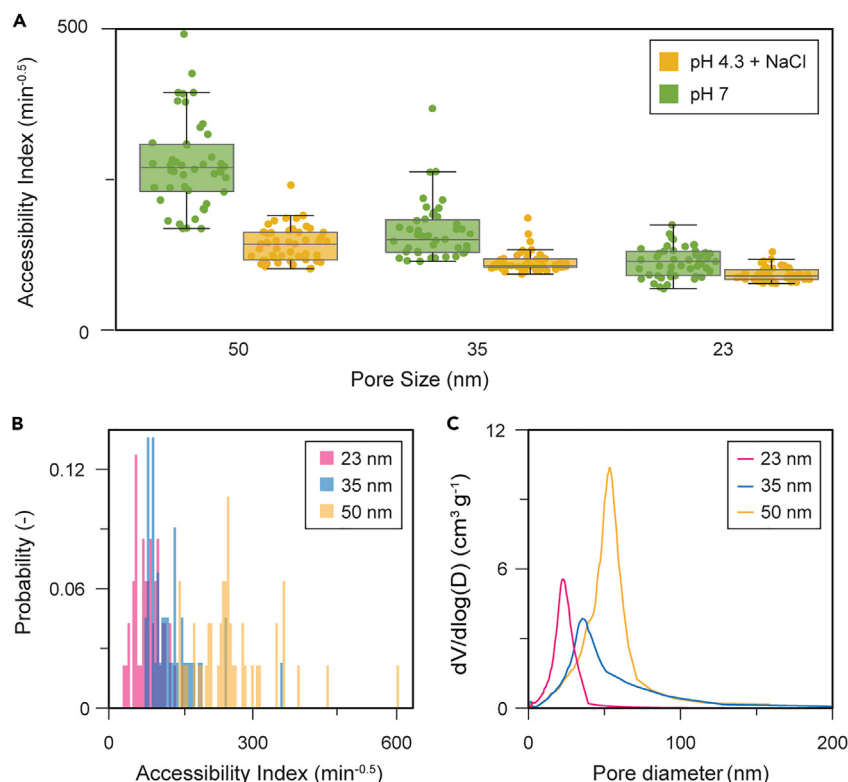 A
500
0
Accessibility Index (min⁻⁰·⁵)
pH 4.3 + NaCl
pH 7
50
35
23
Pore Size (nm)
B
0.12
0.06
0
Probability (-)
23 nm
35 nm
50 nm
0
300
600
Accessibility Index (min⁻⁰·⁵)
C
12
6
0
dV/dlog(D) (cm³ g⁻¹)
23 nm
35 nm
50 nm
0
100
200
Pore diameter (nm)